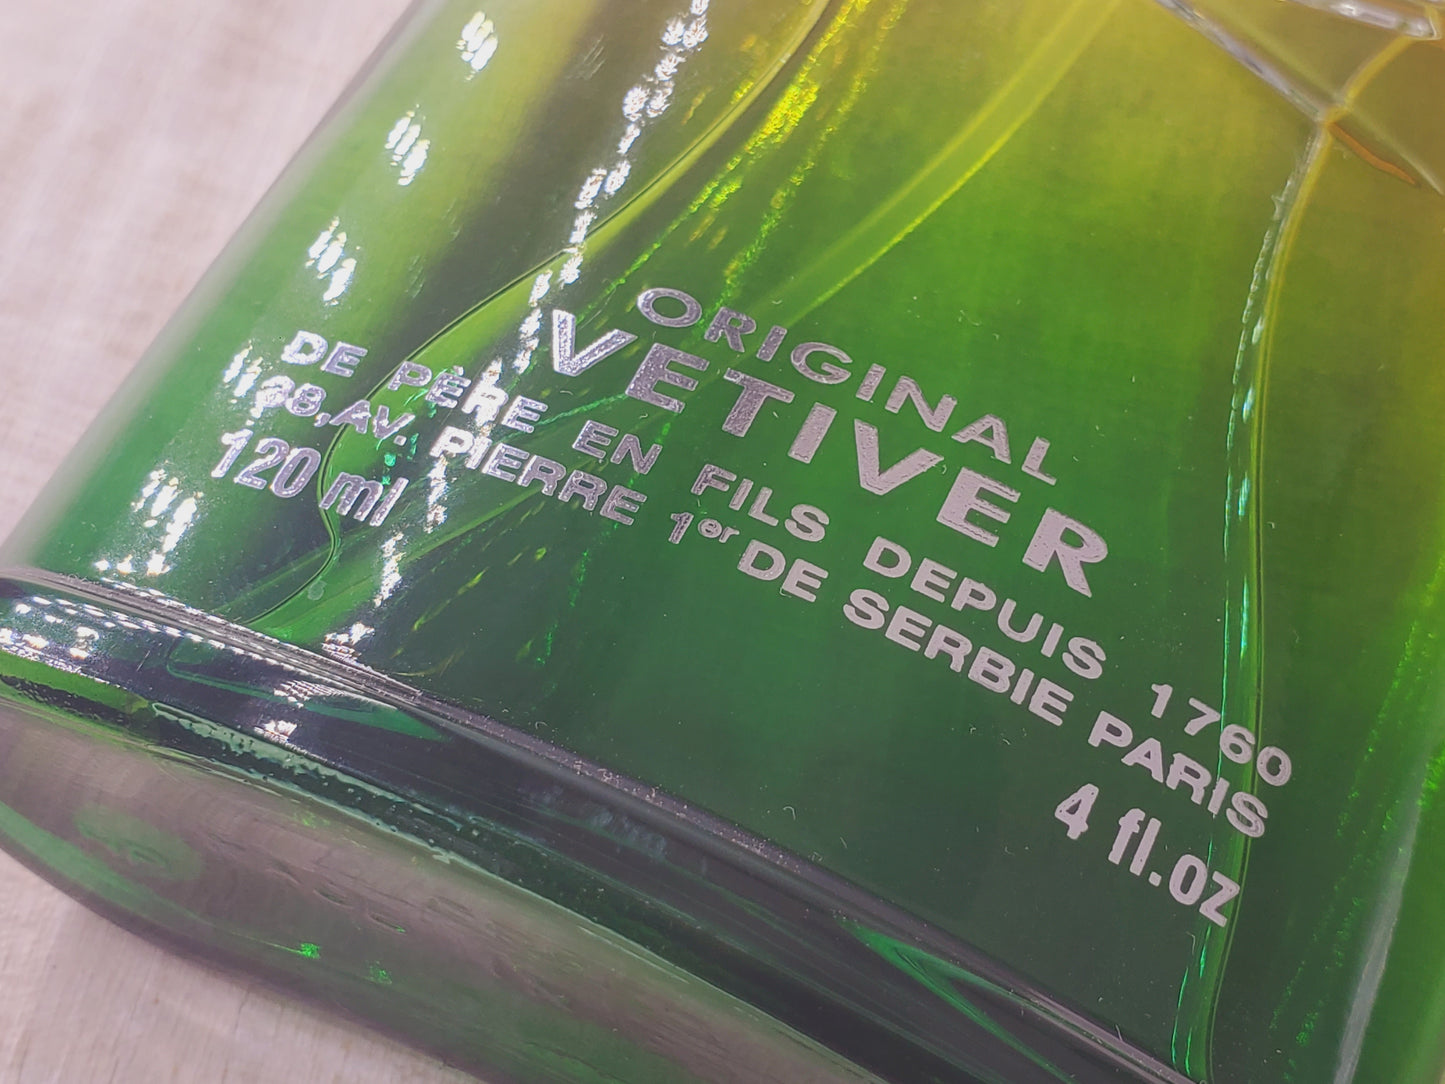 ORIGINAL
VETIVER
DE PÈRE EN FILS DEPUIS 1760
38,AV. PIERRE 1er DE SERBIE PARIS
120 ml 4 fl.oz